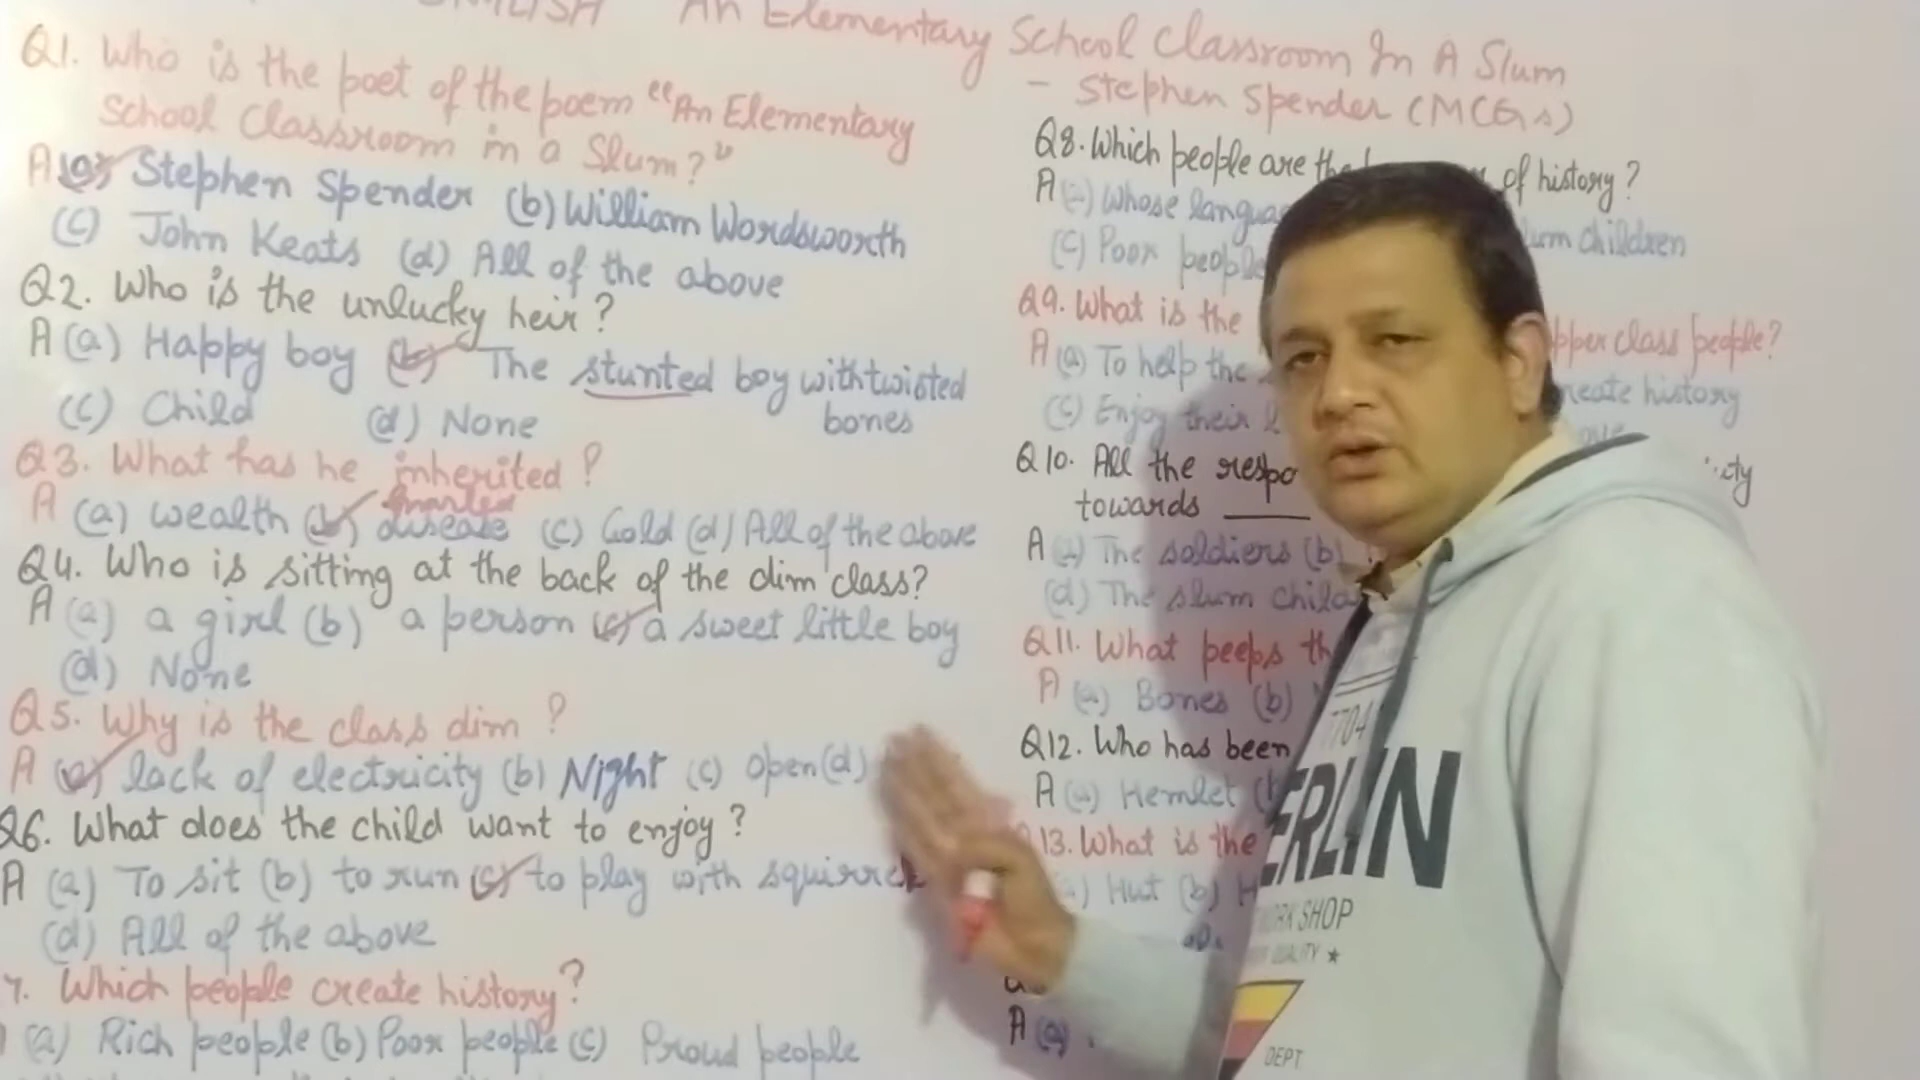 An Elementary School Classroom In A Slum
- Stephen Spender (MCQs)
Q1. Who is the poet of the poem "An Elementary
School Classroom in a Slum?"
A (a) Stephen Spender (b) William Wordsworth
(c) John Keats (d) All of the above
Q2. Who is the unlucky heir?
A (a) Happy boy (b) The stunted boy with twisted
bones
(c) Child (d) None
Q3. What has he inherited?
A (a) wealth (b) disease (c) Gold (d) All of the above
Q4. Who is sitting at the back of the dim class?
A (a) a girl (b) a person (c) a sweet little boy
(d) None
Q5. Why is the class dim?
A (a) lack of electricity (b) Night (c) Open (d)
Q6. What does the child want to enjoy?
A (a) To sit (b) to run (c) to play with
(d) All of the above
7. Which people create history?
(a) Rich people (b) Poor people (c) Proud people
Q8. Which people are the of history?
A (a) Whose children
(c) Poor people
Q9. What is the class people?
A (a) To help the history
(c) Enjoy their
Q10. All the
towards
A (a) The soldiers (b)
(d) The slum
Q11. What peeps
A (a) Bones (b)
Q12. Who has been
A (a) Hemlet
13. What is the
Hut (b)
A (a)
7704
ERLIN
WORK SHOP
QUALITY ★
DEPT